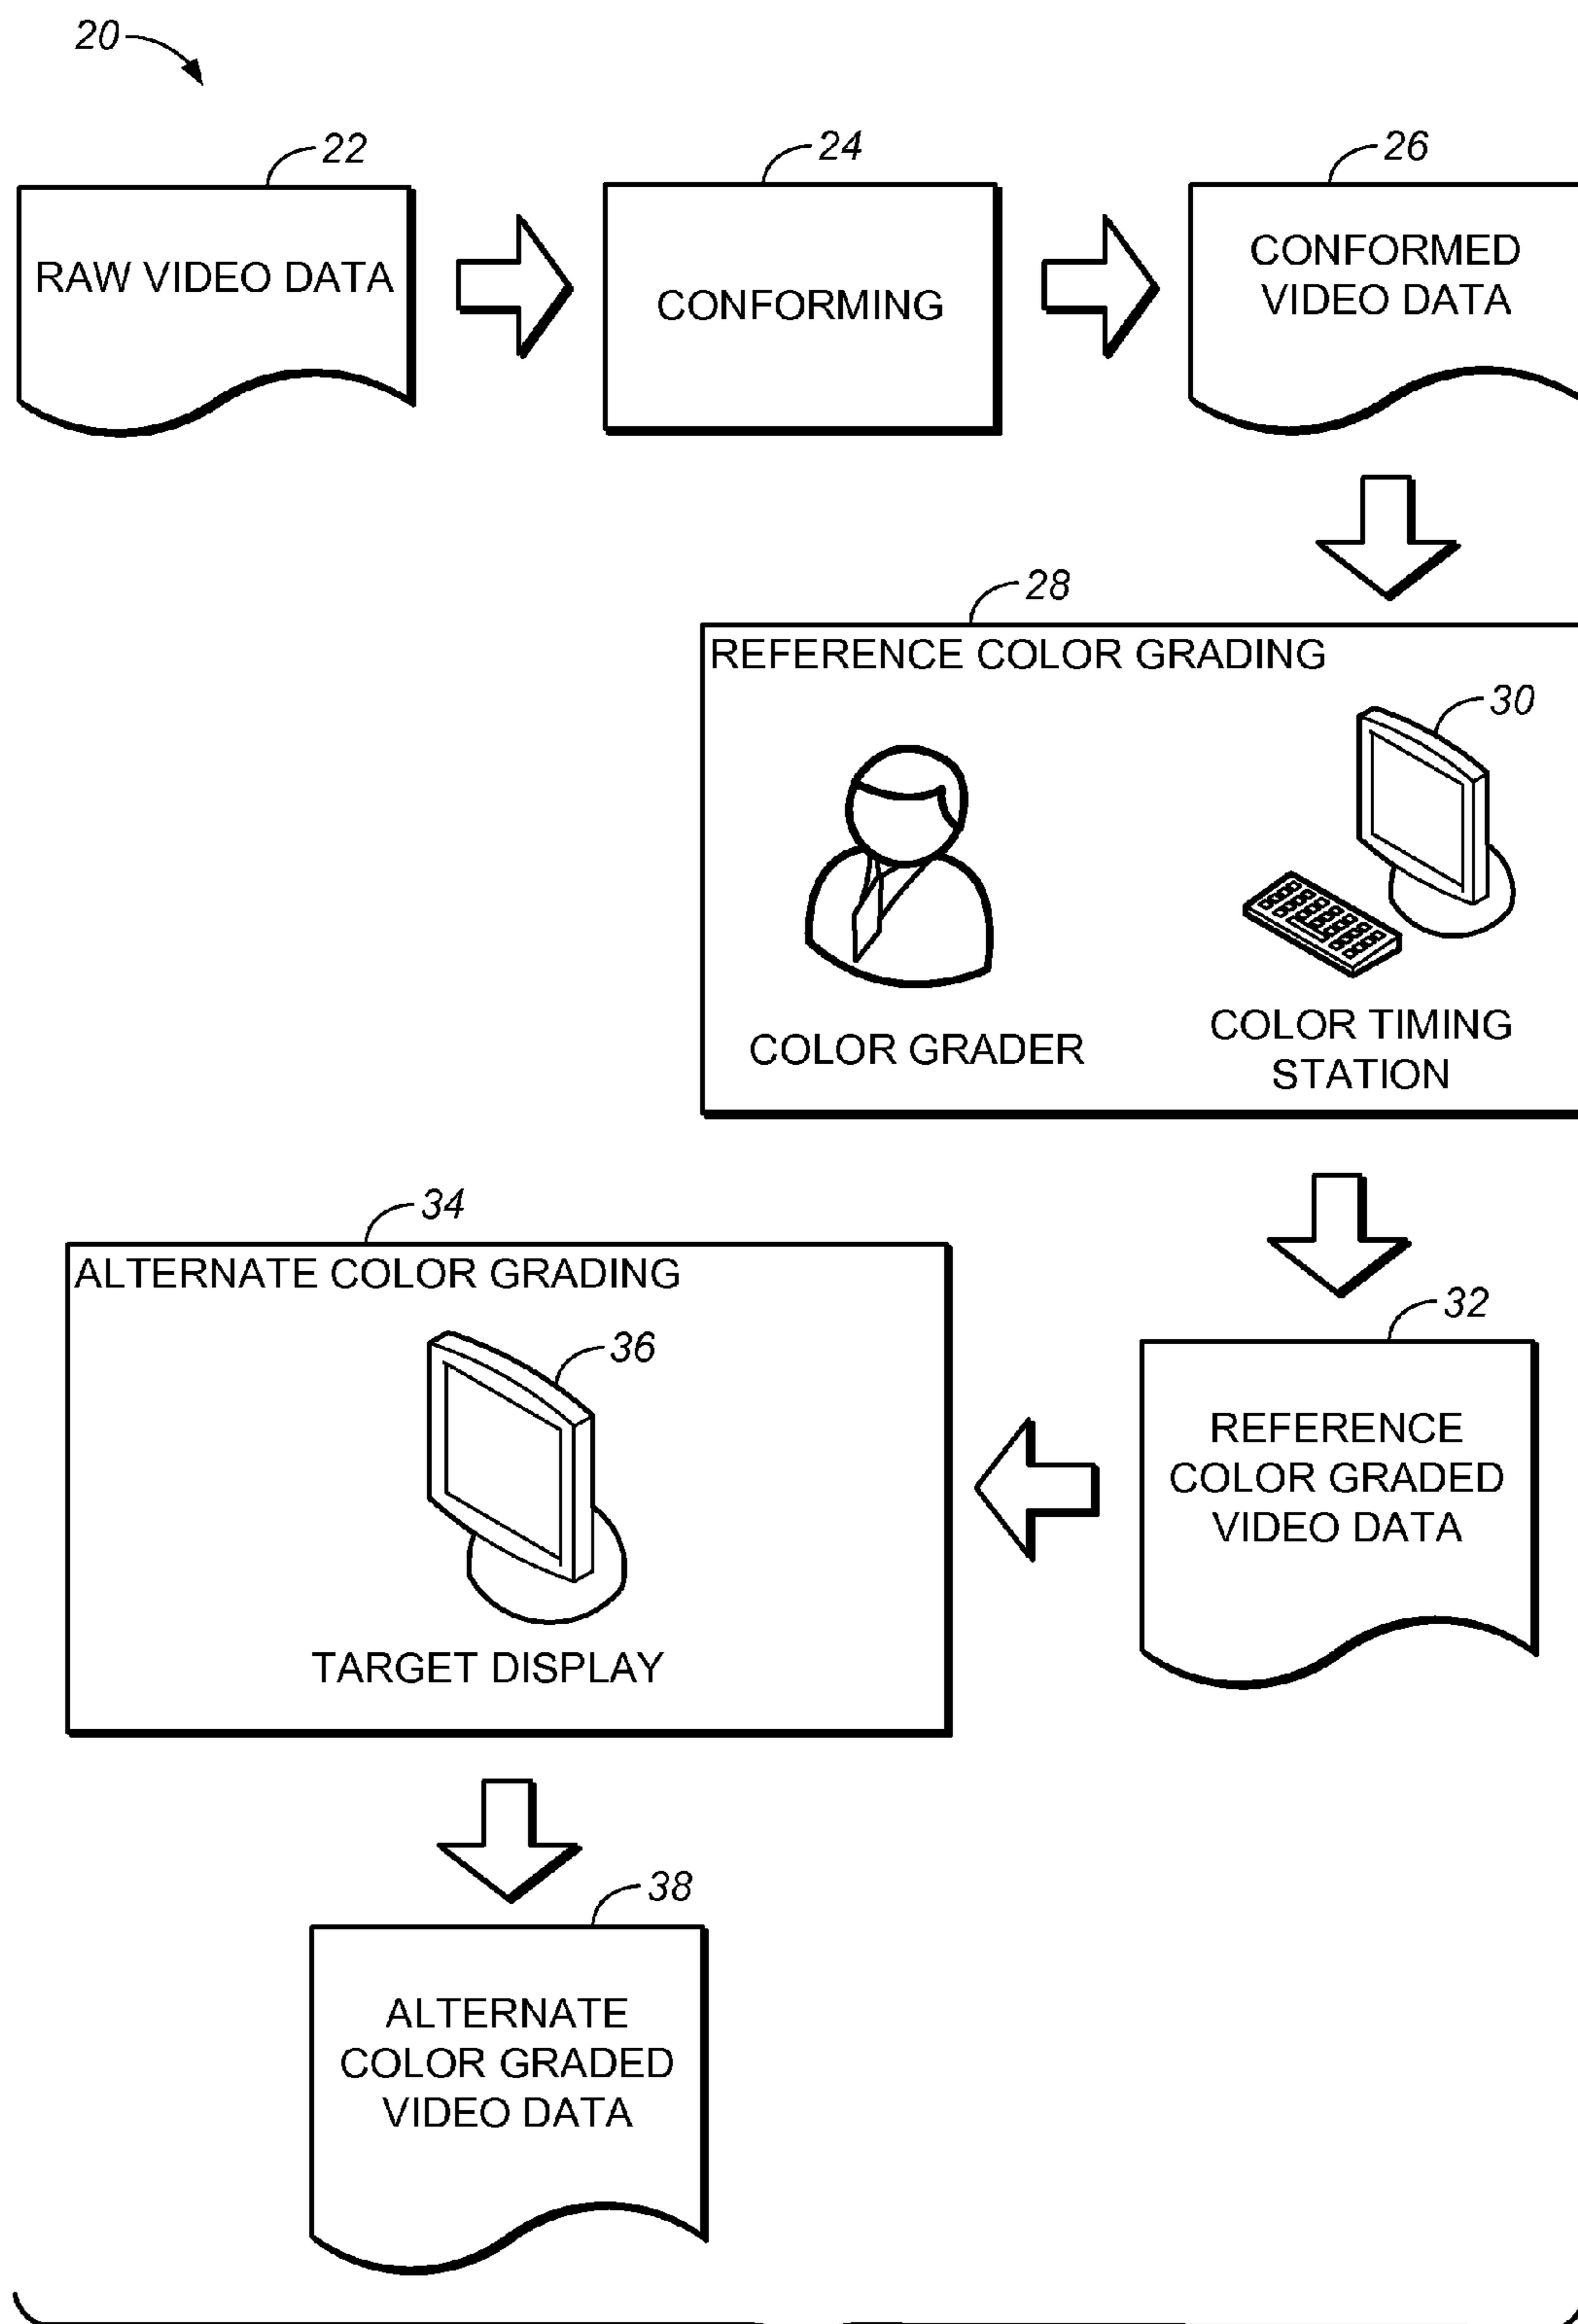 20
22
24
26
RAW VIDEO DATA
CONFORMING
CONFORMED
VIDEO DATA
28
REFERENCE COLOR GRADING
30
COLOR GRADER
COLOR TIMING
STATION
34
ALTERNATE COLOR GRADING
36
TARGET DISPLAY
32
REFERENCE
COLOR GRADED
VIDEO DATA
38
ALTERNATE
COLOR GRADED
VIDEO DATA